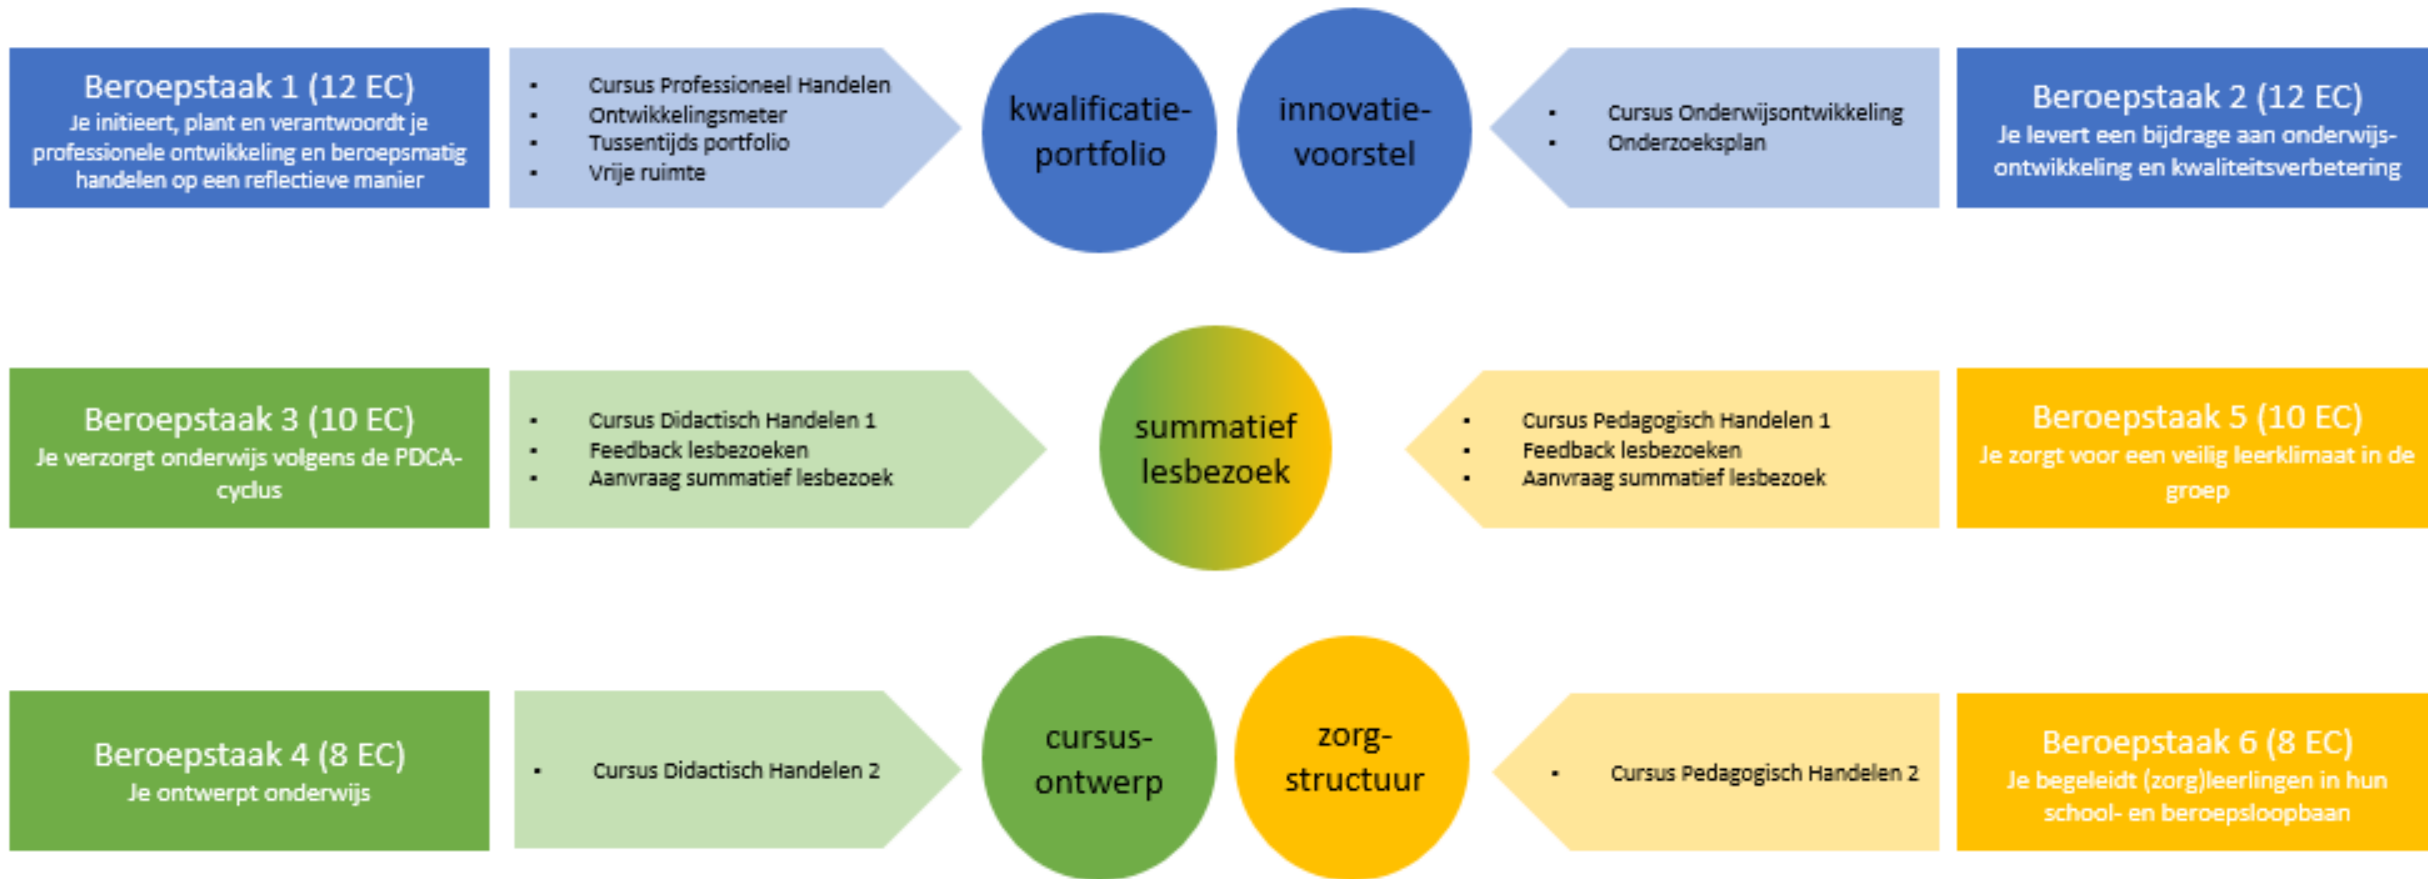 Beroepstaak 1 (12 EC)
Je initieert, plant en verantwoordt je
professionele ontwikkeling en beroepsmatig
handelen op een reflectieve manier
▪ Cursus Professioneel Handelen
▪ Ontwikkelingsmeter
▪ Tussentijds portfolio
▪ Vrije ruimte
kwalificatie-
portfolio
innovatie-
voorstel
▪ Cursus Onderwijsontwikkeling
▪ Onderzoeksplan
Beroepstaak 2 (12 EC)
Je levert een bijdrage aan onderwijs-
ontwikkeling en kwaliteitsverbetering
Beroepstaak 3 (10 EC)
Je verzorgt onderwijs volgens de PDCA-
cyclus
▪ Cursus Didactisch Handelen 1
▪ Feedback lesbezoeken
▪ Aanvraag summatief lesbezoek
summatief
lesbezoek
▪ Cursus Pedagogisch Handelen 1
▪ Feedback lesbezoeken
▪ Aanvraag summatief lesbezoek
Beroepstaak 5 (10 EC)
Je zorgt voor een veilig leerklimaat in de
groep
Beroepstaak 4 (8 EC)
Je ontwerpt onderwijs
▪ Cursus Didactisch Handelen 2
cursus-
ontwerp
zorg-
structuur
▪ Cursus Pedagogisch Handelen 2
Beroepstaak 6 (8 EC)
Je begeleidt (zorg)leerlingen in hun
school- en beroepsloopbaan